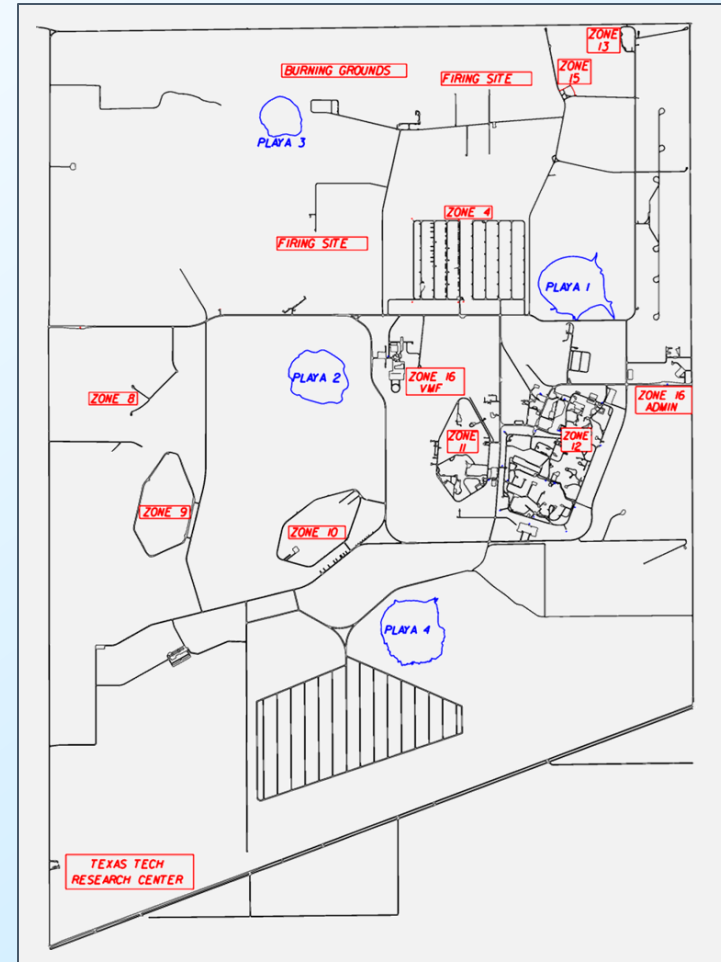 ZONE
13
BURNING GROUNDS
FIRING SITE
ZONE
15
PLAYA 3
ZONE 4
FIRING SITE
PLAYA 1
PLAYA 2
ZONE 16
VMF
ZONE 8
ZONE 16
ADMIN
ZONE
11
ZONE
12
ZONE 9
ZONE 10
PLAYA 4
TEXAS TECH
RESEARCH CENTER